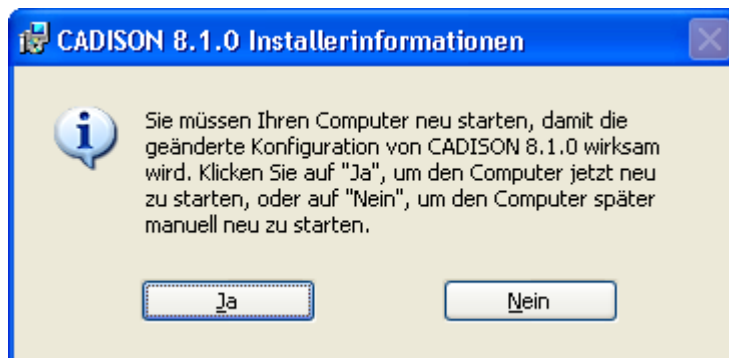 CADISON 8.1.0 Installerinformationen
Sie müssen Ihren Computer neu starten, damit die
geänderte Konfiguration von CADISON 8.1.0 wirksam
wird. Klicken Sie auf "Ja", um den Computer jetzt neu
zu starten, oder auf "Nein", um den Computer später
manuell neu zu starten.
Ja
Nein